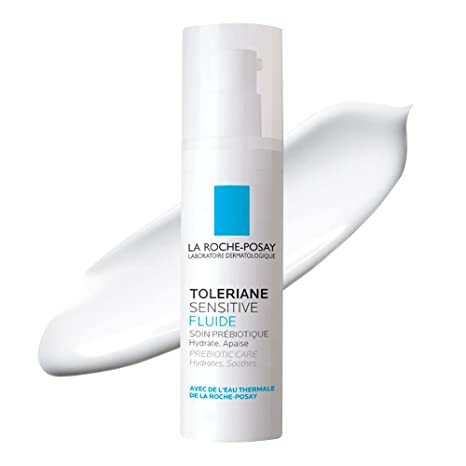 LA ROCHE-POSAY
LABORATOIRE DERMATOLOGIQUE
TOLERIANE
SENSITIVE
FLUIDE
SOIN PRÉBIOTIQUE
Hydrate, Apaise
PREBIOTIC CARE
Hydrates, Soothes
AVEC DE L'EAU THERMALE
DE LA ROCHE-POSAY